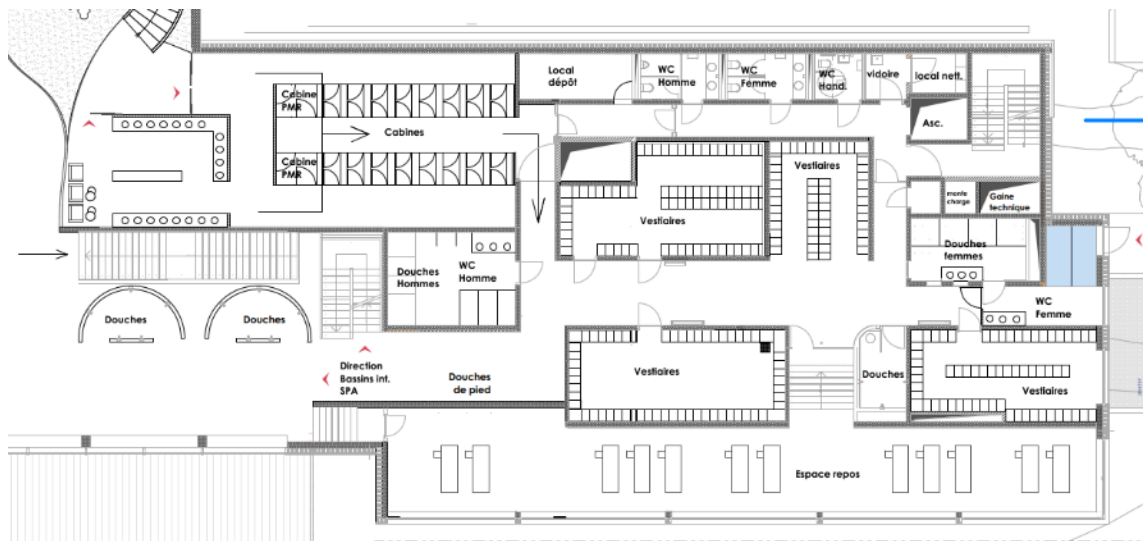 Local
dépôt
WC
Homme
WC
Femme
WC
Hand.
vidoire
local nett.
Cabine
PMR
Cabines
Asc.
Cabine
PMR
Vestiaires
monte
charge
Gaine
technique
Vestiaires
Douches
Hommes
WC
Homme
Douches
femmes
Douches
Douches
WC
Femme
Direction
Bassins int.
SPA
Douches
de pied
Vestiaires
Douches
Vestiaires
Espace repos